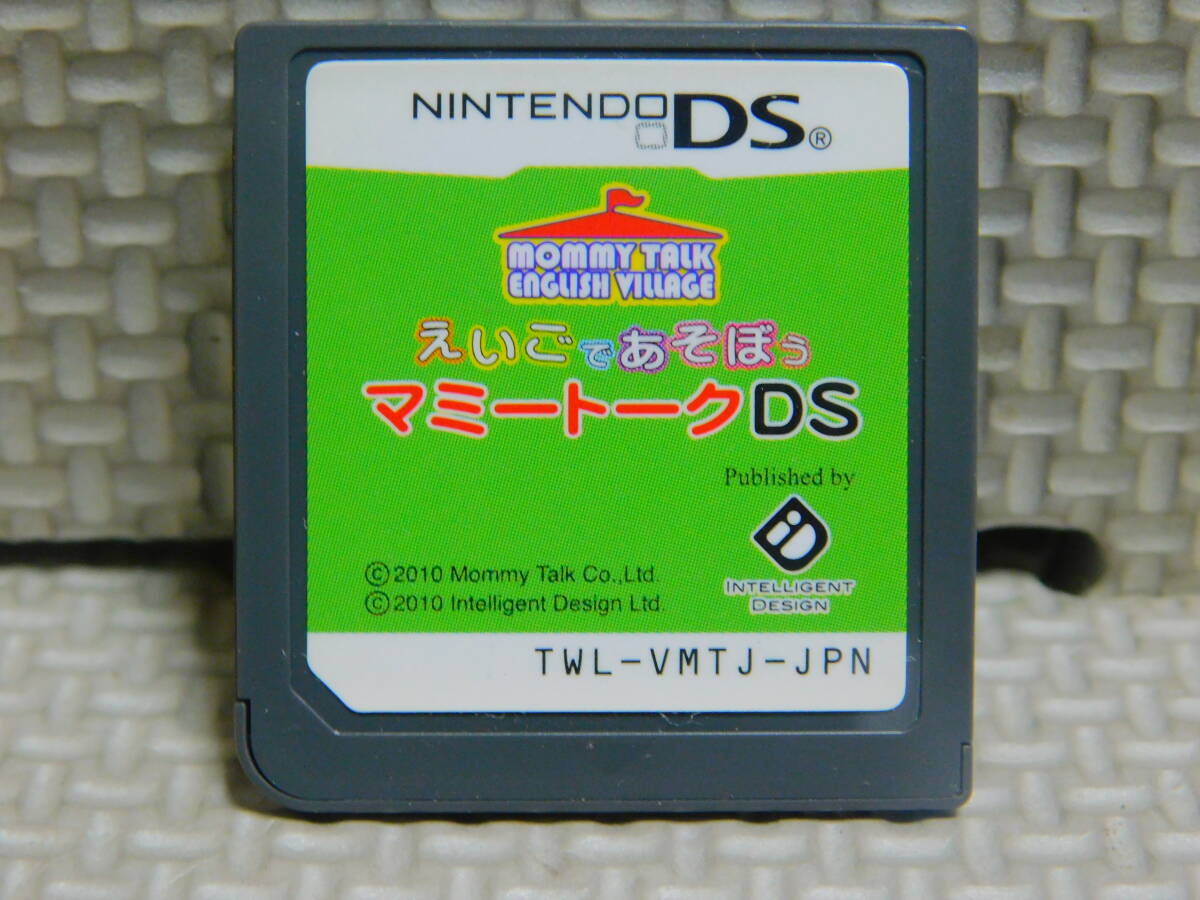 NINTENDO DS®
MOMMY TALK
ENGLISH VILLAGE
えいごであそぼう
マミートークDS
Published by
iD
INTELLIGENT
DESIGN
©2010 Mommy Talk Co.,Ltd.
©2010 Intelligent Design Ltd.
TWL-VMTJ-JPN